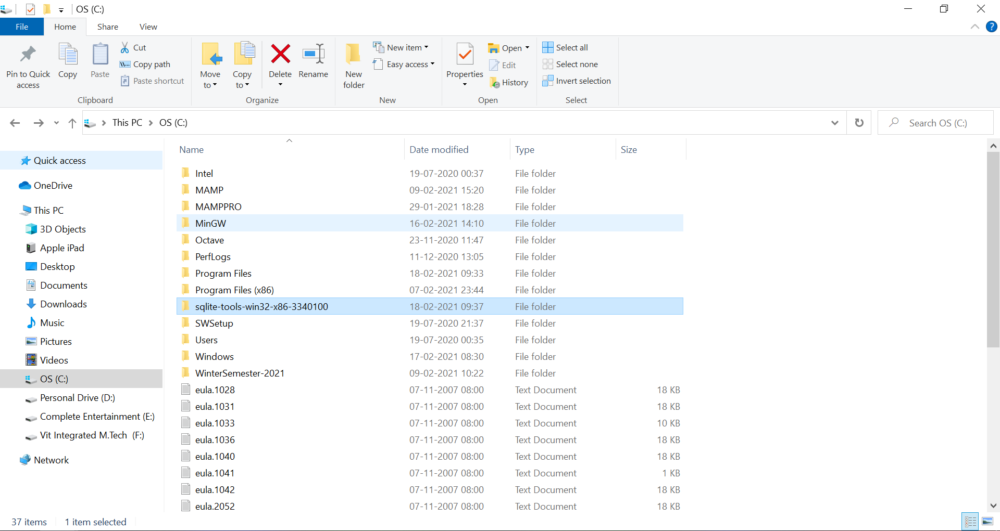 OS (C:)
File Home Share View
Pin to Quick access
Copy
Paste
Cut
Copy path
Paste shortcut
Clipboard
Move to
Copy to
Delete
Rename
Organize
New folder
New item
Easy access
New
Properties
Open
Edit
History
Open
Select all
Select none
Invert selection
Select
This PC > OS (C:)
Search OS (C:)
Quick access
OneDrive
This PC
3D Objects
Apple iPad
Desktop
Documents
Downloads
Music
Pictures
Videos
OS (C:)
Personal Drive (D:)
Complete Entertainment (E:)
Vit Integrated M.Tech (F:)
Network
Name Date modified Type Size
Intel 19-07-2020 00:37 File folder
MAMP 09-02-2021 15:20 File folder
MAMPPRO 29-01-2021 18:28 File folder
MinGW 16-02-2021 14:10 File folder
Octave 23-11-2020 11:47 File folder
PerfLogs 11-12-2020 13:05 File folder
Program Files 18-02-2021 09:33 File folder
Program Files (x86) 07-02-2021 23:44 File folder
sqlite-tools-win32-x86-3340100 18-02-2021 09:37 File folder
SWSetup 19-07-2020 21:37 File folder
Users 19-07-2020 00:35 File folder
Windows 17-02-2021 08:30 File folder
WinterSemester-2021 09-02-2021 10:22 File folder
eula.1028 07-11-2007 08:00 Text Document 18 KB
eula.1031 07-11-2007 08:00 Text Document 18 KB
eula.1033 07-11-2007 08:00 Text Document 10 KB
eula.1036 07-11-2007 08:00 Text Document 18 KB
eula.1040 07-11-2007 08:00 Text Document 18 KB
eula.1041 07-11-2007 08:00 Text Document 1 KB
eula.1042 07-11-2007 08:00 Text Document 18 KB
eula.2052 07-11-2007 08:00 Text Document 18 KB
37 items 1 item selected